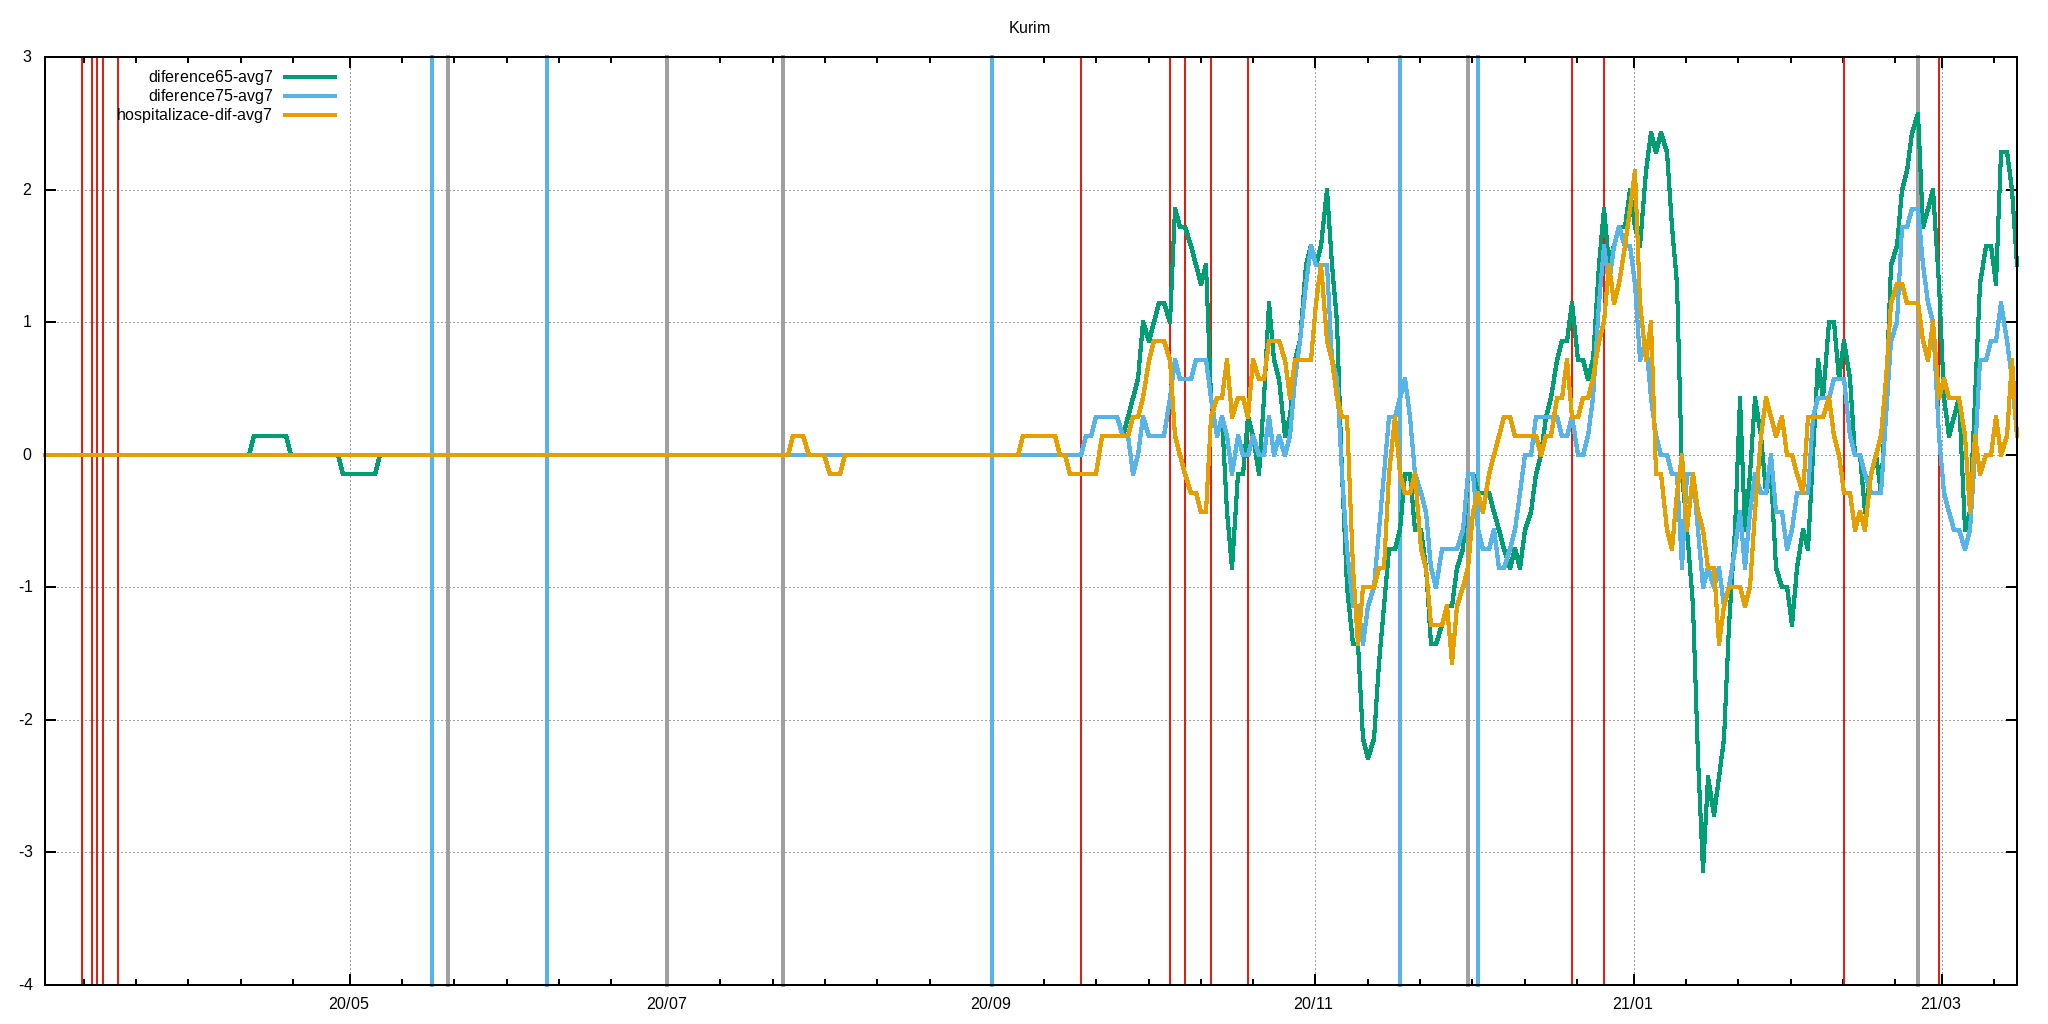 Kurim
3
diference65-avg7
diference75-avg7
hospitalizace-dif-avg7
2
1
0
-1
-2
-3
-4
20/05 20/07 20/09 20/11 21/01 21/03